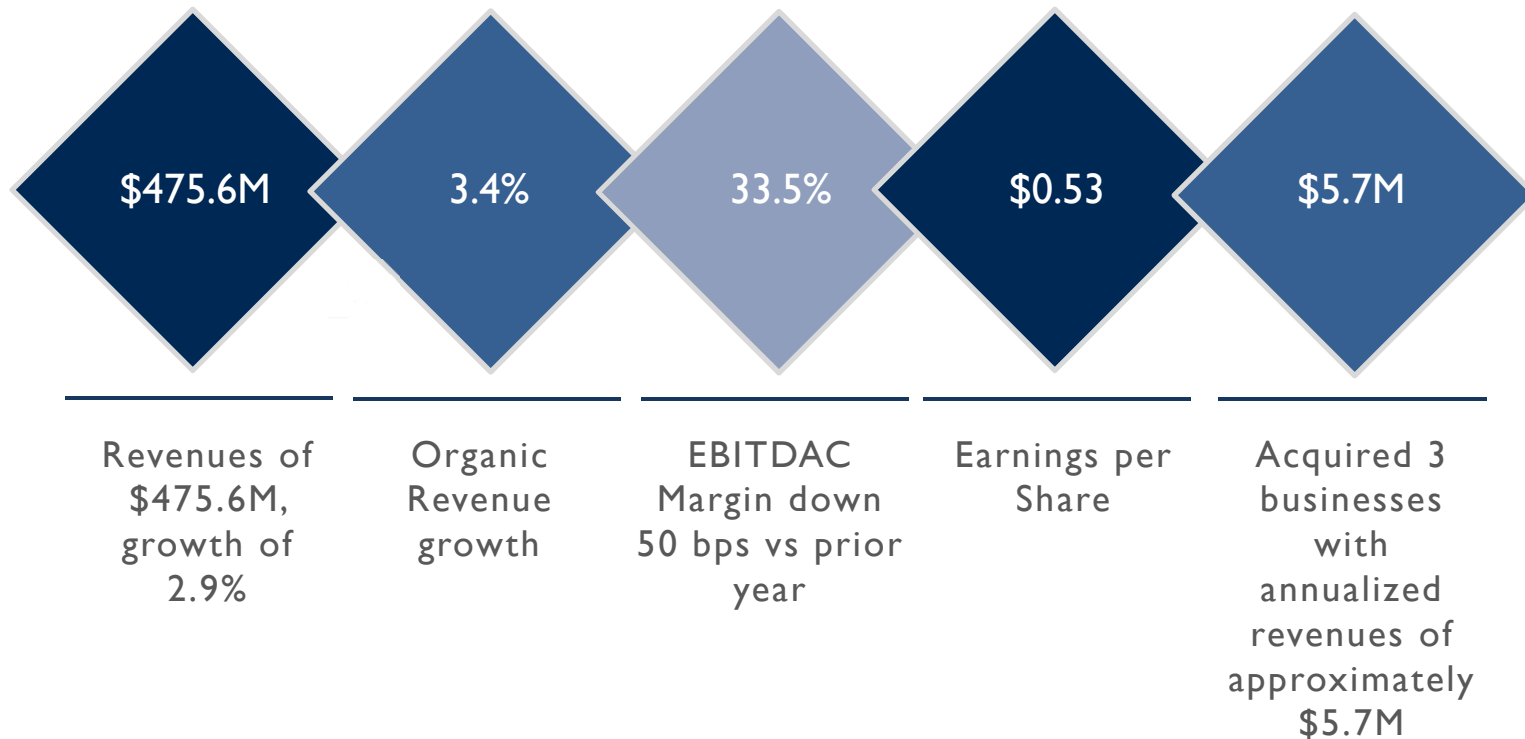 $475.6M
3.4%
33.5%
$0.53
$5.7M
Revenues of
$475.6M,
growth of
2.9%
Organic
Revenue
growth
EBITDAC
Margin down
50 bps vs prior
year
Earnings per
Share
Acquired 3
businesses
with
annualized
revenues of
approximately
$5.7M